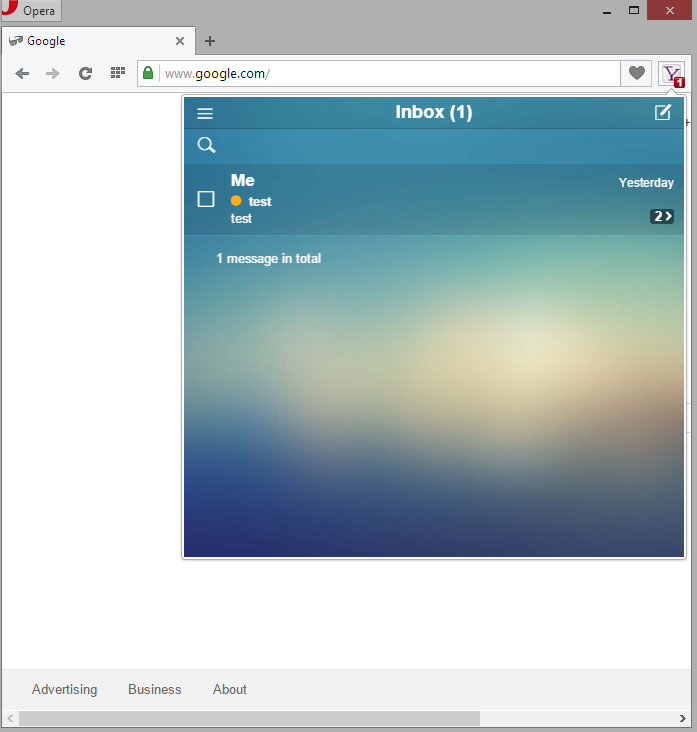 Opera
Google
www.google.com/
Y
1
Inbox (1)
Me
Yesterday
test
test
2
1 message in total
Advertising
Business
About